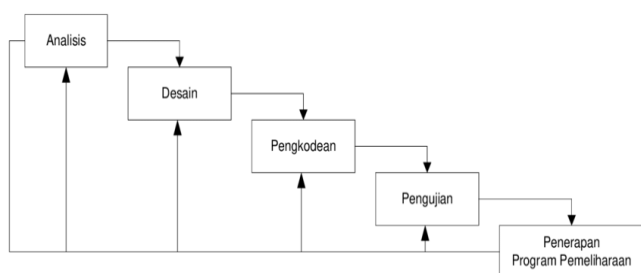 Analisis
Desain
Pengkodean
Pengujian
Penerapan
Program Pemeliharaan